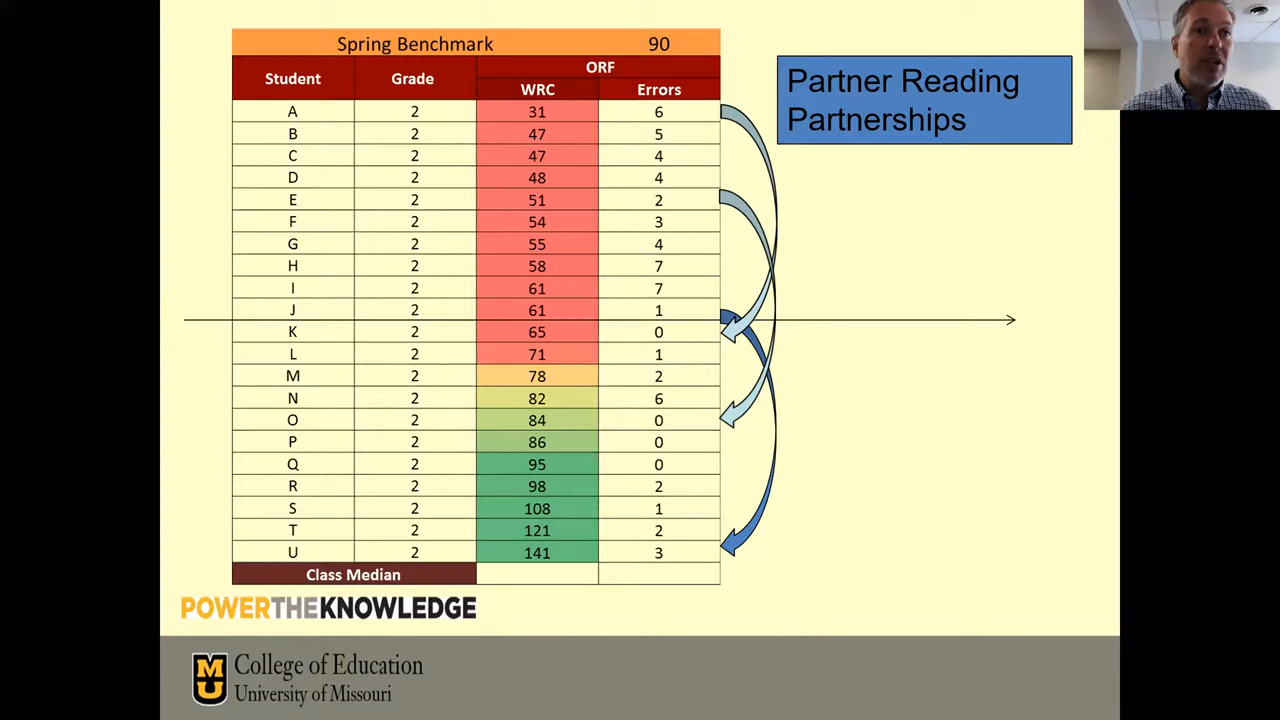 Spring Benchmark 90
Student Grade ORF
WRC Errors
A 2 31 6
B 2 47 5
C 2 47 4
D 2 48 4
E 2 51 2
F 2 54 3
G 2 55 4
H 2 58 7
I 2 61 7
J 2 61 1
K 2 65 0
L 2 71 1
M 2 78 2
N 2 82 6
O 2 84 0
P 2 86 0
Q 2 95 0
R 2 98 2
S 2 108 1
T 2 121 2
U 2 141 3
Class Median
Partner Reading
Partnerships
POWERTHEKNOWLEDGE
MU
College of Education
University of Missouri